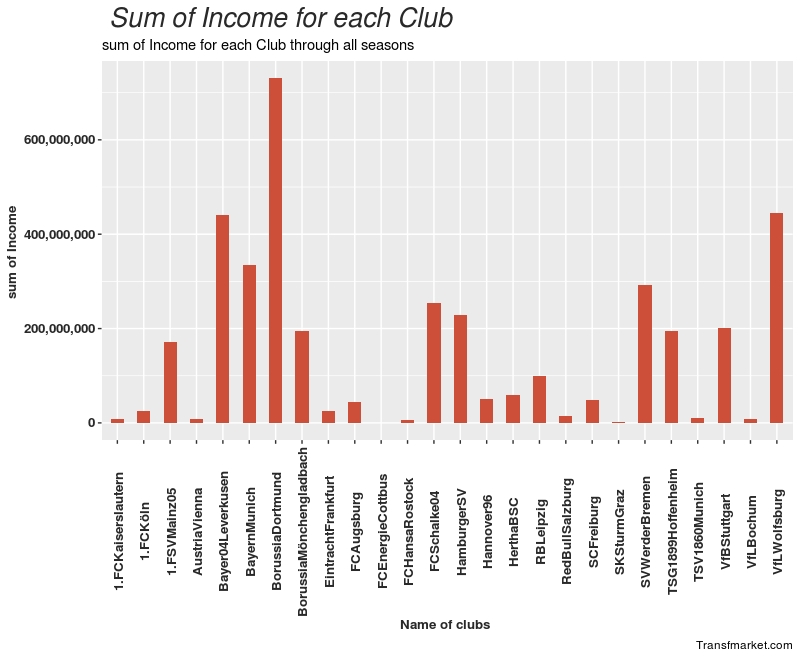 Sum of Income for each Club
sum of Income for each Club through all seasons
sum of Income
600,000,000
400,000,000
200,000,000
0
1.FCKaiserslautern
1.FCKöln
1.FSVMainz05
AustriaVienna
Bayer04Leverkusen
BayernMunich
BorussiaDortmund
BorussiaMönchengladbach
EintrachtFrankfurt
FCAugsburg
FCEnergieCottbus
FCHansaRostock
FCSchalke04
HamburgerSV
Hannover96
HerthaBSC
RBLeipzig
RedBullSalzburg
SCFreiburg
SKSturmGraz
SVWerderBremen
TSG1899Hoffenheim
TSV1860Munich
VfBStuttgart
VfLBochum
VfLWolfsburg
Name of clubs
Transfmarket.com